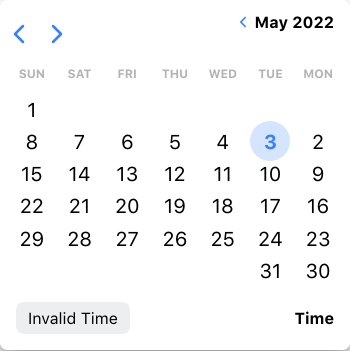 May 2022
SUN SAT FRI THU WED TUE MON
1
8 7 6 5 4 3 2
15 14 13 12 11 10 9
22 21 20 19 18 17 16
29 28 27 26 25 24 23
31 30
Invalid Time Time